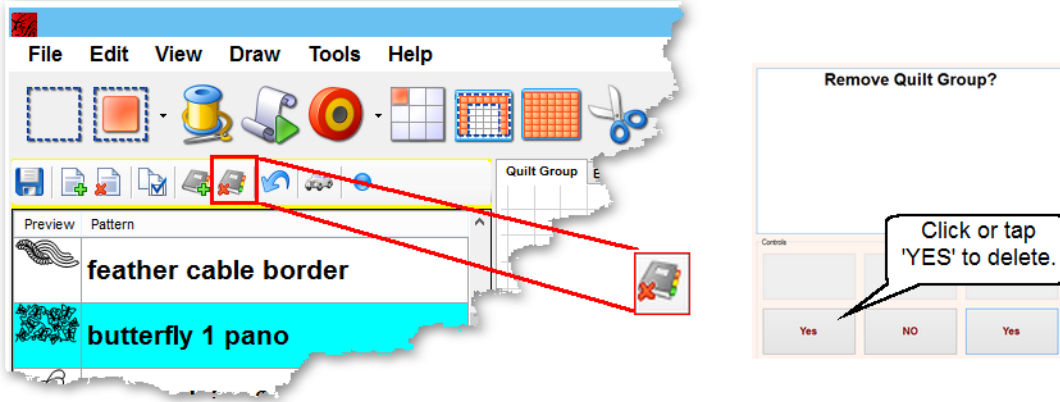 File Edit View Draw Tools Help
Quilt Group
Preview Pattern
feather cable border
butterfly 1 pano
Remove Quilt Group?
Controls
Click or tap
'YES' to delete.
Yes NO Yes